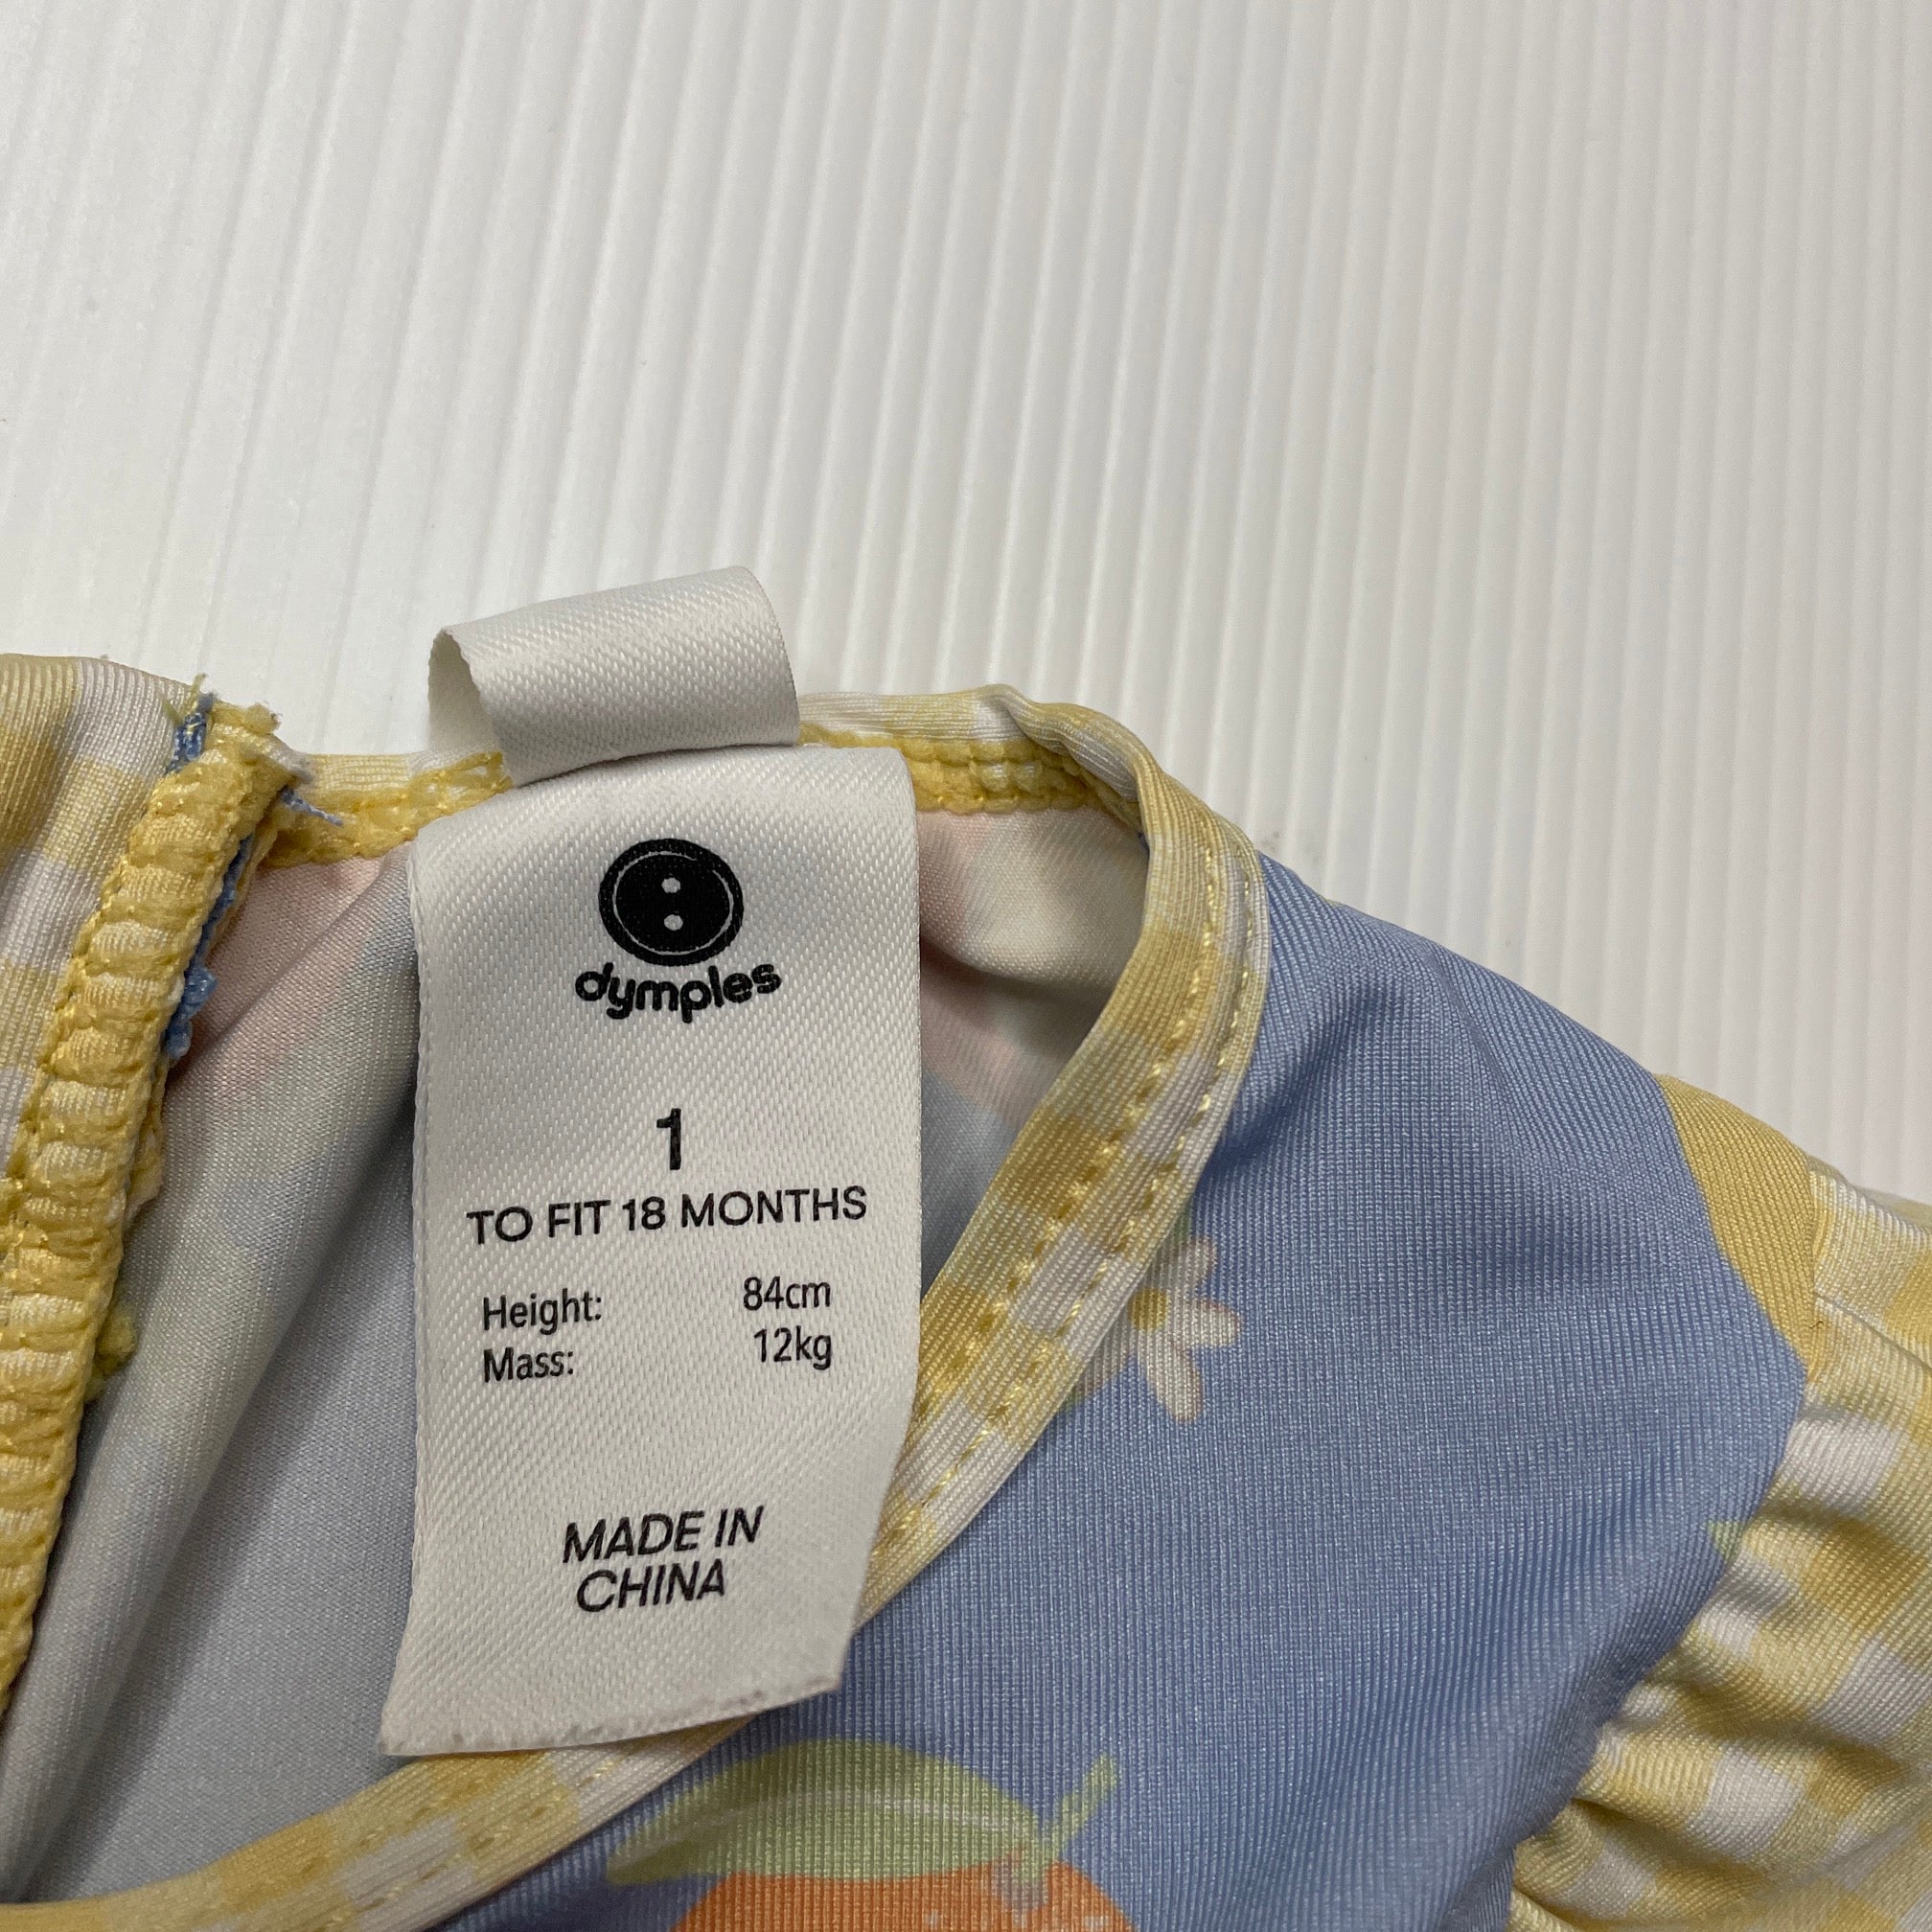 dymples
1
TO FIT 18 MONTHS
Height: 84cm
Mass: 12kg
MADE IN
CHINA